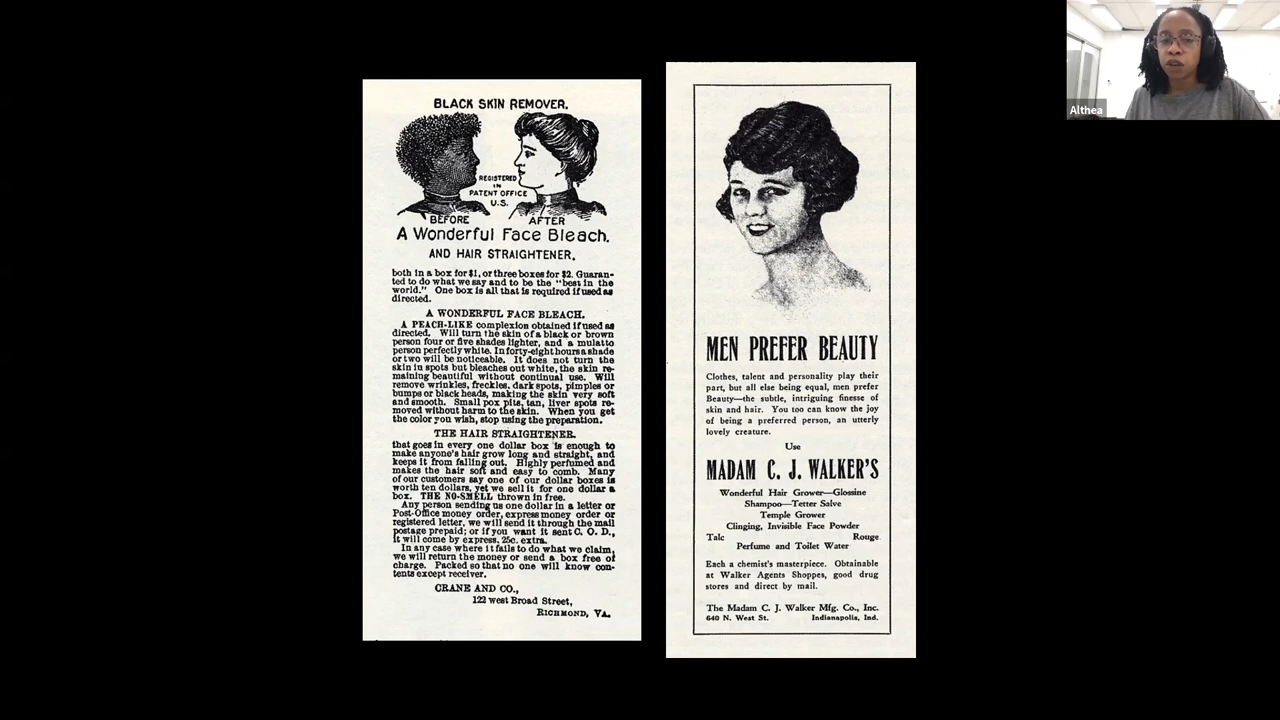 BLACK SKIN REMOVER.
REGISTERED
IN
PATENT OFFICE
U.S.
BEFORE AFTER
A Wonderful Face Bleach.
AND HAIR STRAIGHTENER.
both in a box for $1, or three boxes for $2. Guaran-
ted to do what we say and to be the "best in the
world." One box is all that is required if used as
directed.
A WONDERFUL FACE BLEACH.
A PEACH-LIKE complexion obtained if used as
directed. Will turn the skin of a black or brown
person four or five shades lighter, and a mulatto
person perfectly white. In forty-eight hours a shade
or two will be noticeable. It does not turn the
skin in spots but bleaches out white, the skin re-
maining beautiful without continual use. Will
remove wrinkles, freckles, dark spots, pimples or
bumps or black heads, making the skin very soft
and smooth. Small pox pits, tan, liver spots re-
moved without harm to the skin. When you get
the color you wish, stop using the preparation.
THE HAIR STRAIGHTENER.
that goes in every one dollar box is enough to
make anyone's hair grow long and straight, and
keeps it from falling out. Highly perfumed and
makes the hair soft and easy to comb. Many
of our customers say one of our dollar boxes is
worth ten dollars, yet we sell it for one dollar a
box. THE NO-SMELL thrown in free.
Any person sending us one dollar in a letter or
Post-Office money order, express money order or
registered letter, we will send it through the mail
postage prepaid; or if you want it sent C. O. D.,
it will come by express, 25c. extra.
In any case where it fails to do what we claim,
we will return the money or send a box free of
charge. Packed so that no one will know con-
tents except receiver.
CRANE AND CO.,
122 west Broad Street,
RICHMOND, VA.
MEN PREFER BEAUTY
Clothes, talent and personality play their
part, but all else being equal, men prefer
Beauty—the subtle, intriguing finesse of
skin and hair. You too can know the joy
of being a preferred person, an utterly
lovely creature.
Use
MADAM C. J. WALKER'S
Wonderful Hair Grower—Glossine
Shampoo—Tetter Salve
Temple Grower
Clinging, Invisible Face Powder
Talc Rouge
Perfume and Toilet Water
Each a chemist's masterpiece. Obtainable
at Walker Agents Shoppes, good drug
stores and direct by mail.
The Madam C. J. Walker Mfg. Co., Inc.
640 N. West St. Indianapolis, Ind.
Althea